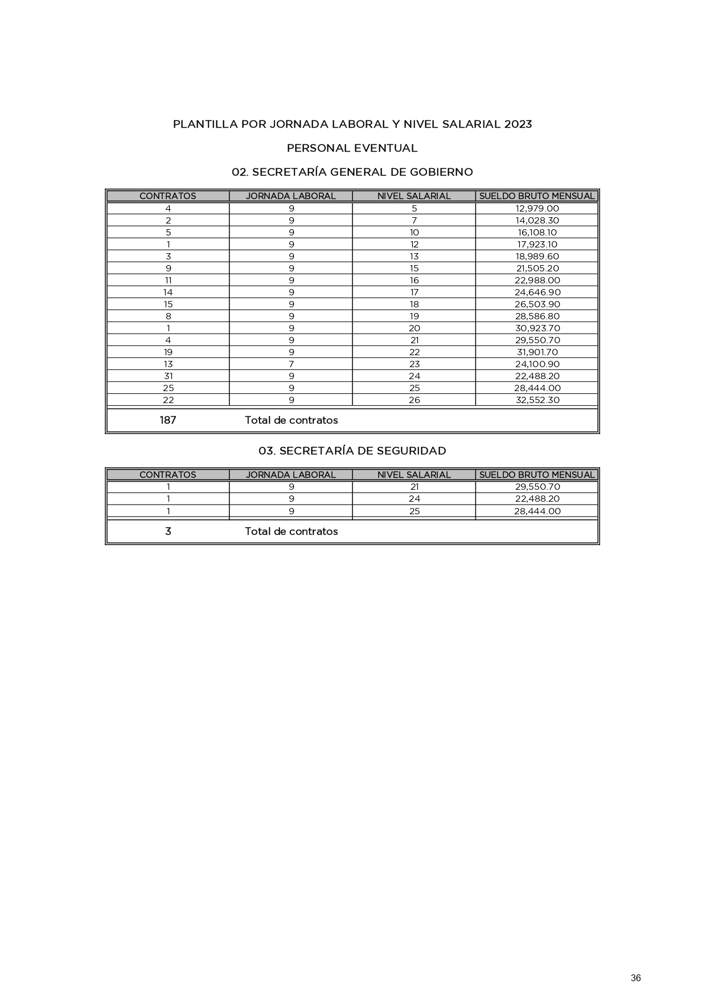 PLANTILLA POR JORNADA LABORAL Y NIVEL SALARIAL 2023
PERSONAL EVENTUAL
02. SECRETARÍA GENERAL DE GOBIERNO
CONTRATOS JORNADA LABORAL NIVEL SALARIAL SUELDO BRUTO MENSUAL
4 9 5 12,979.00
2 9 7 14,028.30
5 9 10 16,108.10
1 9 12 17,923.10
3 9 13 18,989.60
9 9 15 21,505.20
11 9 16 22,988.00
14 9 17 24,646.90
15 9 18 26,503.90
8 9 19 28,586.80
1 9 20 30,923.70
4 9 21 29,550.70
19 9 22 31,901.70
13 7 23 24,100.90
31 9 24 22,488.20
25 9 25 28,444.00
22 9 26 32,552.30
187 Total de contratos
03. SECRETARÍA DE SEGURIDAD
CONTRATOS JORNADA LABORAL NIVEL SALARIAL SUELDO BRUTO MENSUAL
1 9 21 29,550.70
1 9 24 22,488.20
1 9 25 28,444.00
3 Total de contratos
36